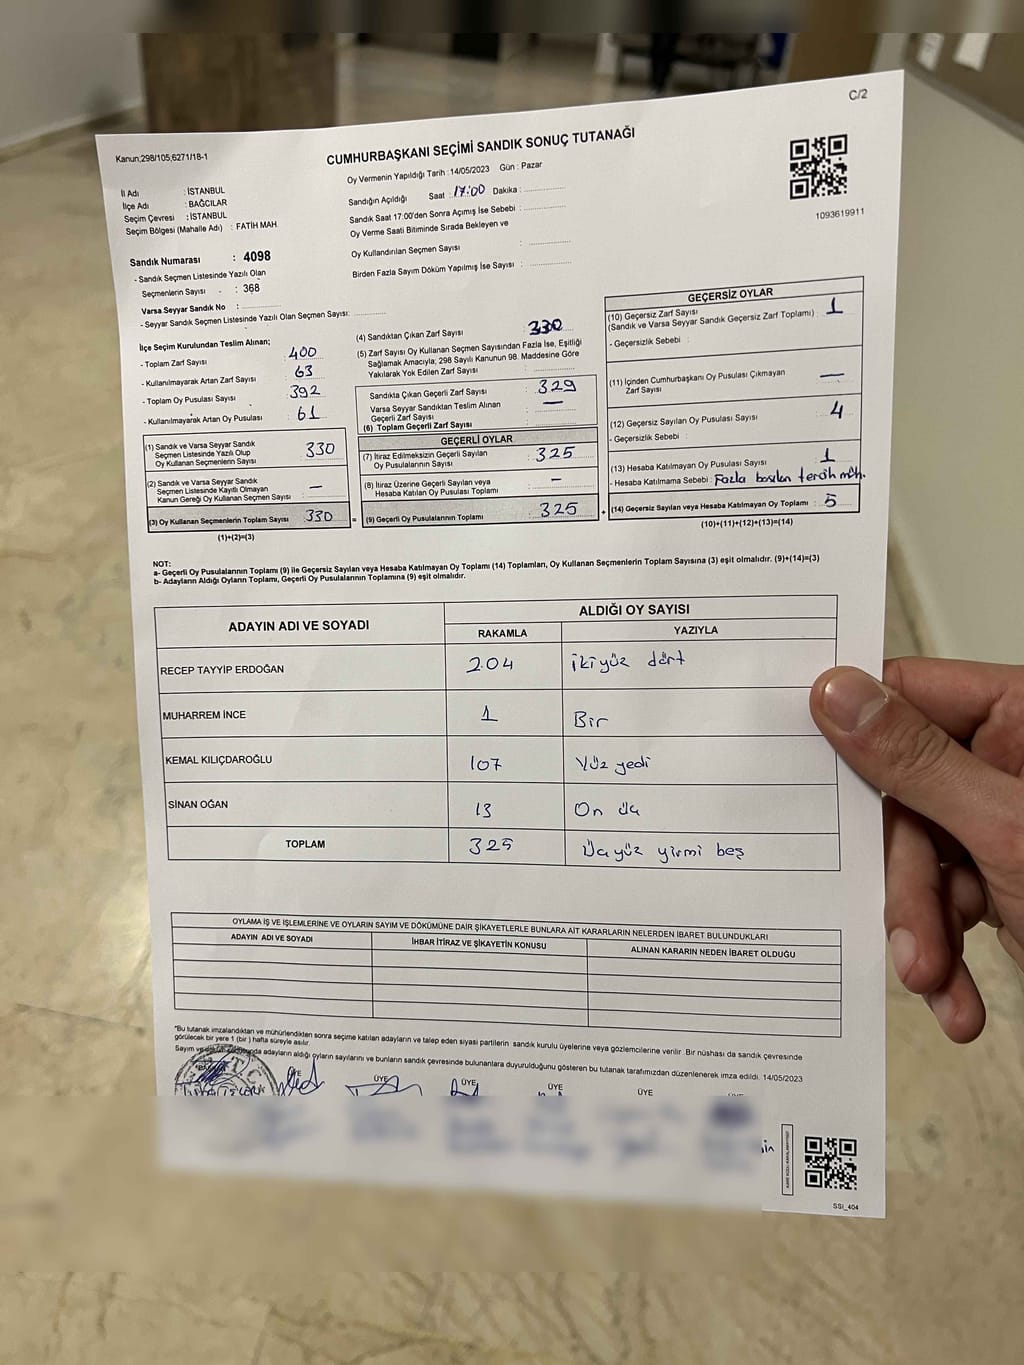 C/2
Kanun;298/105,6271/18-1
CUMHURBAŞKANI SEÇİMİ SANDIK SONUÇ TUTANAĞI
Oy Vermenin Yapıldığı Tarih :14/05/2023 Gün : Pazar
1093619911
İl Adı : İSTANBUL
İlçe Adı : BAĞCILAR
Seçim Çevresi : İSTANBUL
Seçim Bölgesi (Mahalle Adı) : FATİH MAH
Sandığın Açıldığı Saat : 17:00 Dakika :
Sandık Saat 17:00'den Sonra Açımış İse Sebebi :
Oy Verme Saati Bitiminde Sırada Bekleyen ve
Oy Kullandırılan Seçmen Sayısı :
Birden Fazla Sayım Döküm Yapılmış İse Sayısı :
Sandık Numarası : 4098
- Sandık Seçmen Listesinde Yazılı Olan
Seçmenlerin Sayısı : 368
Varsa Seyyar Sandık No :
- Seyyar Sandık Seçmen Listesinde Yazılı Olan Seçmen Sayısı:
İlçe Seçim Kurulundan Teslim Alınan;
- Toplam Zarf Sayısı : 400
- Kullanılmayarak Artan Zarf Sayısı : 63
- Toplam Oy Pusulası Sayısı : 392
- Kullanılmayarak Artan Oy Pusulası : 61
(1) Sandık ve Varsa Seyyar Sandık
Seçmen Listesinde Yazılı Olup
Oy Kullanan Seçmenlerin Sayısı : 330
(2) Sandık ve Varsa Seyyar Sandık
Seçmen Listesinde Kayıtlı Olmayan
Kanun Gereği Oy Kullanan Seçmen Sayısı : —
(3) Oy Kullanan Seçmenlerin Toplam Sayısı : 330
(1)+(2)=(3)
(4) Sandıktan Çıkan Zarf Sayısı : 330
(5) Zarf Sayısı Oy Kullanan Seçmen Sayısından Fazla İse, Eşitliği
Sağlamak Amacıyla; 298 Sayılı Kanunun 98. Maddesine Göre
Yakılarak Yok Edilen Zarf Sayısı :
Sandıkta Çıkan Geçerli Zarf Sayısı : 329
Varsa Seyyar Sandıktan Teslim Alınan
Geçerli Zarf Sayısı : —
(6) Toplam Geçerli Zarf Sayısı :
GEÇERLİ OYLAR
(7) İtiraz Edilmeksizin Geçerli Sayılan
Oy Pusulalarının Sayısı : 325
(8) İtiraz Üzerine Geçerli Sayılan veya
Hesaba Katılan Oy Pusulası Toplamı : —
= (9) Geçerli Oy Pusulalarının Toplamı : 325
GEÇERSİZ OYLAR
(10) Geçersiz Zarf Sayısı
(Sandık ve Varsa Seyyar Sandık Geçersiz Zarf Toplamı) : 1
- Geçersizlik Sebebi :
(11) İçinden Cumhurbaşkanı Oy Pusulası Çıkmayan
Zarf Sayısı : —
(12) Geçersiz Sayılan Oy Pusulası Sayısı : 4
- Geçersizlik Sebebi :
(13) Hesaba Katılmayan Oy Pusulası Sayısı : 1
- Hesaba Katılmama Sebebi : Fazla basılan tercih müh.
+ (14) Geçersiz Sayılan veya Hesaba Katılmayan Oy Toplamı : 5
(10)+(11)+(12)+(13)=(14)
NOT:
a- Geçerli Oy Pusulalarının Toplamı (9) ile Geçersiz Sayılan veya Hesaba Katılmayan Oy Toplamı (14) Toplamları, Oy Kullanan Seçmenlerin Toplam Sayısına (3) eşit olmalıdır. (9)+(14)=(3)
b- Adayların Aldığı Oyların Toplamı, Geçerli Oy Pusulalarının Toplamına (9) eşit olmalıdır.
ADAYIN ADI VE SOYADI ALDIĞI OY SAYISI
RAKAMLA YAZIYLA
RECEP TAYYİP ERDOĞAN 204 İkiyüz dört
MUHARREM İNCE 1 Bir
KEMAL KILIÇDAROĞLU 107 Yüz yedi
SİNAN OĞAN 13 On üç
TOPLAM 325 Üçyüz yirmi beş
OYLAMA İŞ VE İŞLEMLERİNE VE OYLARIN SAYIM VE DÖKÜMÜNE DAİR ŞİKAYETLERLE BUNLARA AİT KARARLARIN NELERDEN İBARET BULUNDUKLARI
ADAYIN ADI VE SOYADI İHBAR İTİRAZ VE ŞİKAYETİN KONUSU ALINAN KARARIN NEDEN İBARET OLDUĞU
*Bu tutanak imzalandıktan ve mühürlendikten sonra seçime katılan adayların ve talep eden siyasi partilerin sandık kurulu üyelerine veya gözlemcilerine verilir. Bir nüshası da sandık çevresinde
görülecek bir yere 1 (bir) hafta süreyle asılır.
Sayım ve adayların aldığı oyların sayılarını ve bunların sandık çevresinde bulunanlara duyurulduğunu gösteren bu tutanak tarafımızdan düzenlenerek imza edildi. 14/05/2023
ÜYE ÜYE ÜYE ÜYE
SSİ_404